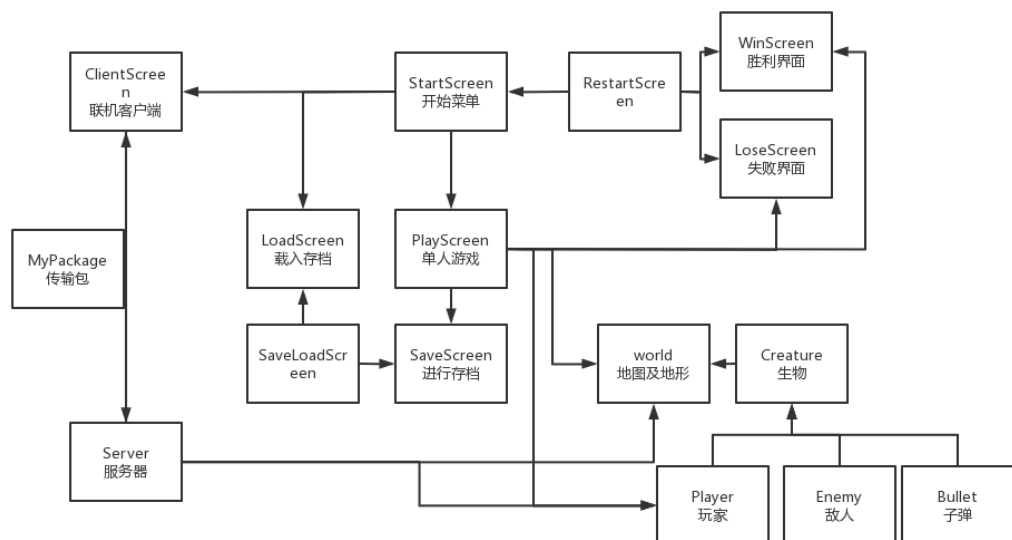 WinScreen
胜利界面
ClientScree
n
联机客户端
StartScreen
开始菜单
RestartScre
en
LoseScreen
失败界面
LoadScreen
载入存档
PlayScreen
单人游戏
MyPackage
传输包
SaveLoadScr
een
SaveScreen
进行存档
world
地图及地形
Creature
生物
Server
服务器
Player
玩家
Enemy
敌人
Bullet
子弹